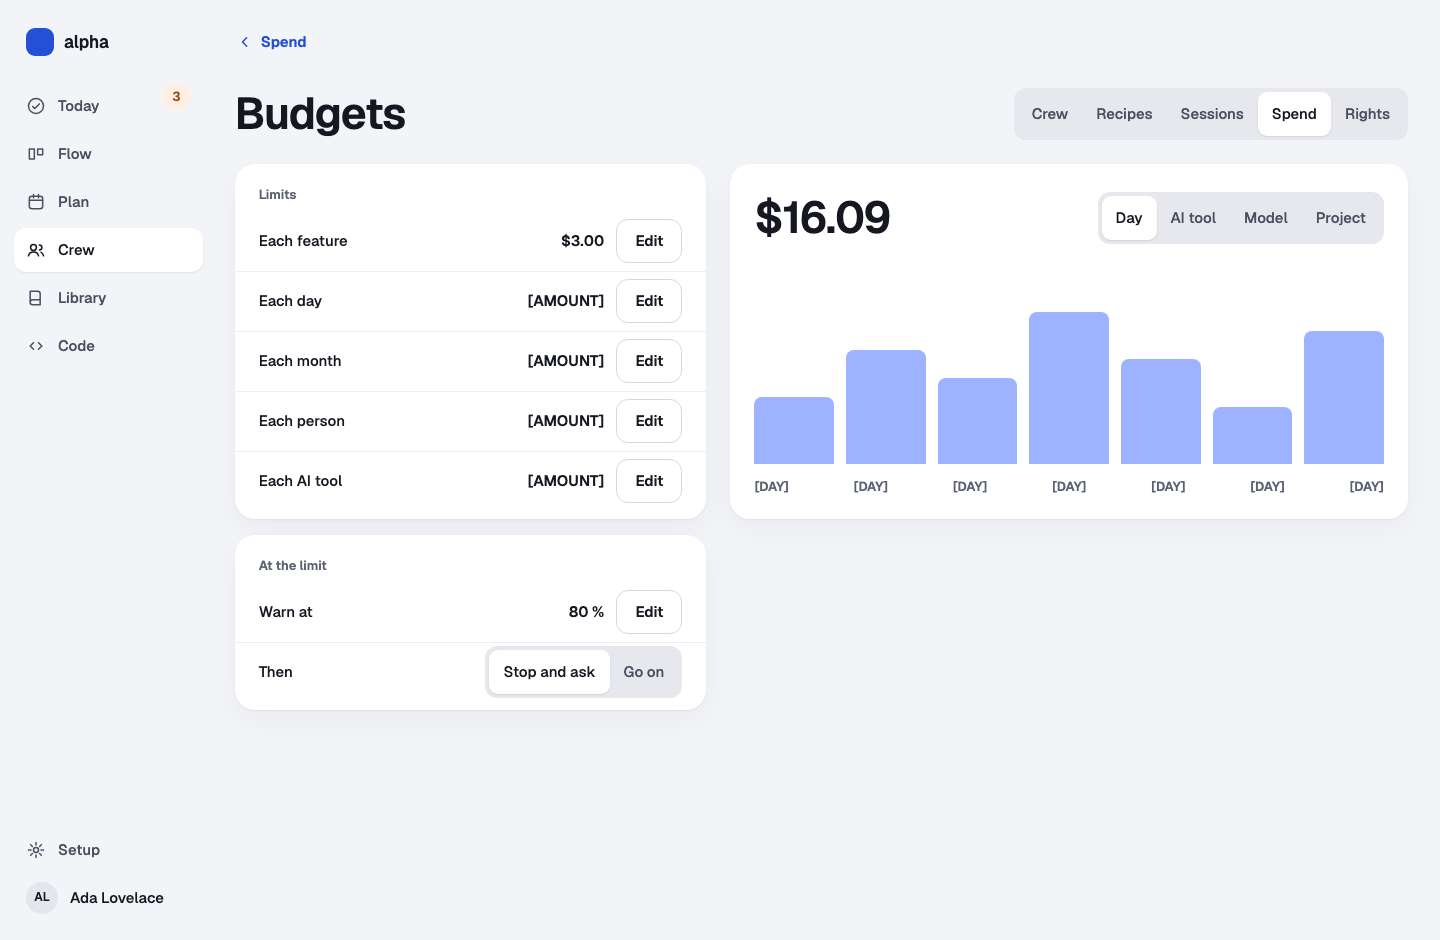 alpha
Spend
Today
3
Flow
Plan
Crew
Library
Code
Setup
AL
Ada Lovelace
Budgets
Crew Recipes Sessions Spend Rights
Limits
Each feature $3.00 Edit
Each day [AMOUNT] Edit
Each month [AMOUNT] Edit
Each person [AMOUNT] Edit
Each AI tool [AMOUNT] Edit
$16.09
Day AI tool Model Project
[DAY] [DAY] [DAY] [DAY] [DAY] [DAY] [DAY]
At the limit
Warn at 80 % Edit
Then Stop and ask Go on